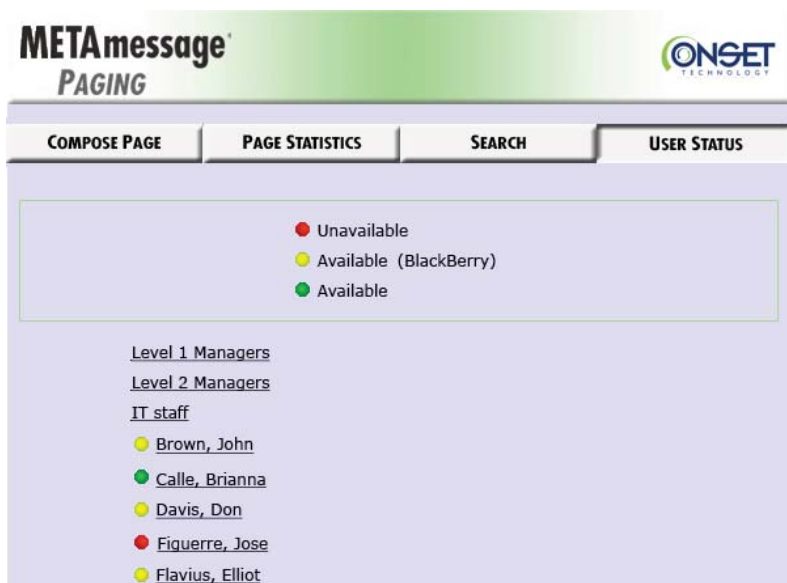 METAmessage
PAGING
ONSET
TECHNOLOGY
COMPOSE PAGE
PAGE STATISTICS
SEARCH
USER STATUS
Unavailable
Available (BlackBerry)
Available
Level 1 Managers
Level 2 Managers
IT staff
Brown, John
Calle, Brianna
Davis, Don
Figuerre, Jose
Flavius, Elliot